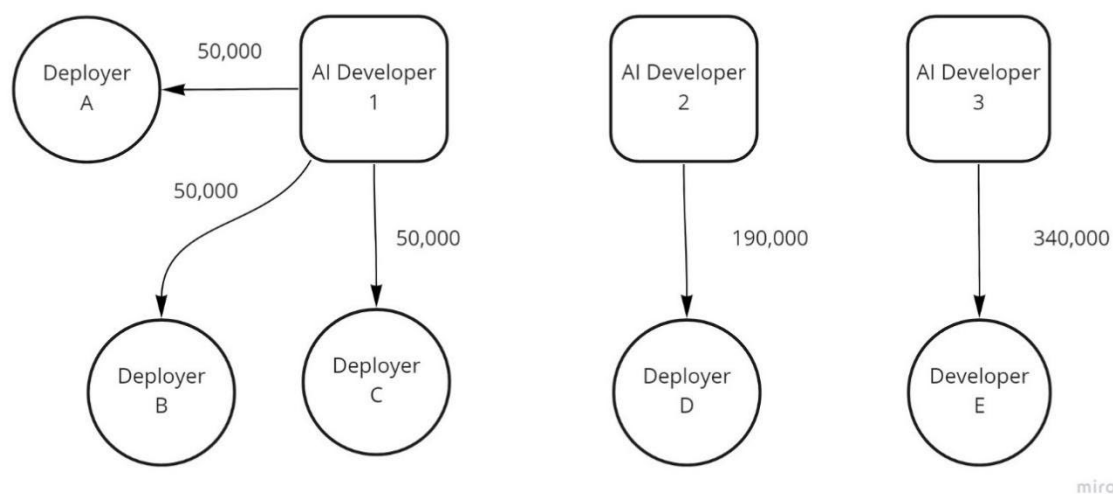 Deployer
A
50,000
AI Developer
1
50,000
50,000
Deployer
B
Deployer
C
AI Developer
2
190,000
Deployer
D
AI Developer
3
340,000
Developer
E
miro